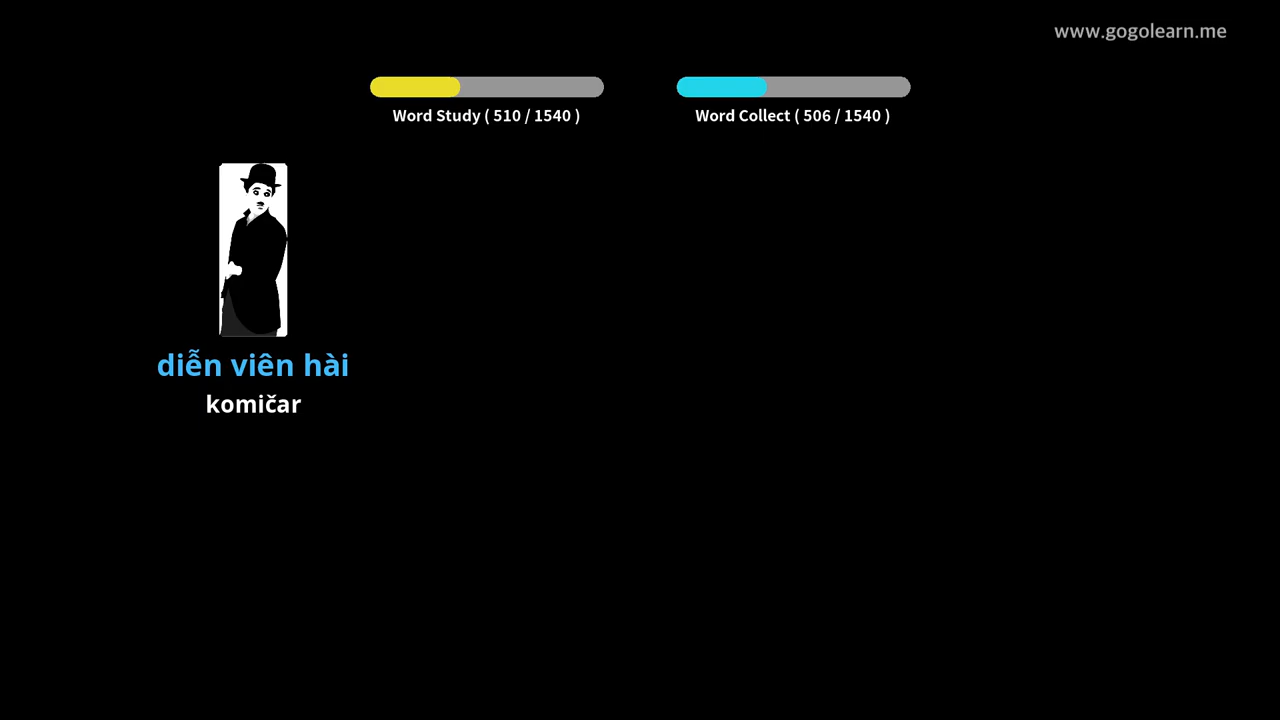 www.gogolearn.me
Word Study ( 510 / 1540 )
Word Collect ( 506 / 1540 )
diễn viên hài
komičar